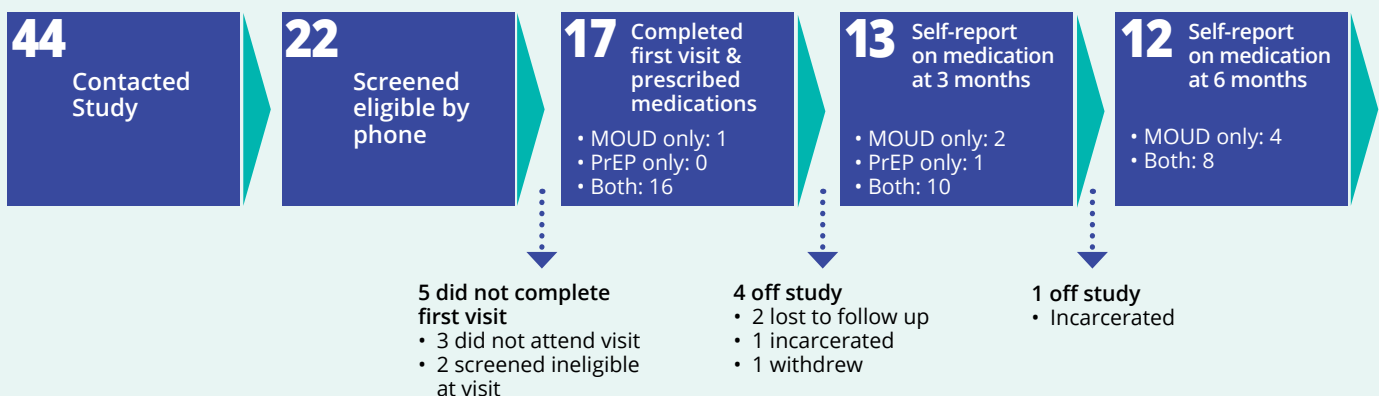 44
Contacted
Study
22
Screened
eligible by
phone
17
Completed
first visit &
prescribed
medications
• MOUD only: 1
• PrEP only: 0
• Both: 16
13
Self-report
on medication
at 3 months
• MOUD only: 2
• PrEP only: 1
• Both: 10
12
Self-report
on medication
at 6 months
• MOUD only: 4
• Both: 8
5 did not complete
first visit
• 3 did not attend visit
• 2 screened ineligible
at visit
4 off study
• 2 lost to follow up
• 1 incarcerated
• 1 withdrew
1 off study
• Incarcerated